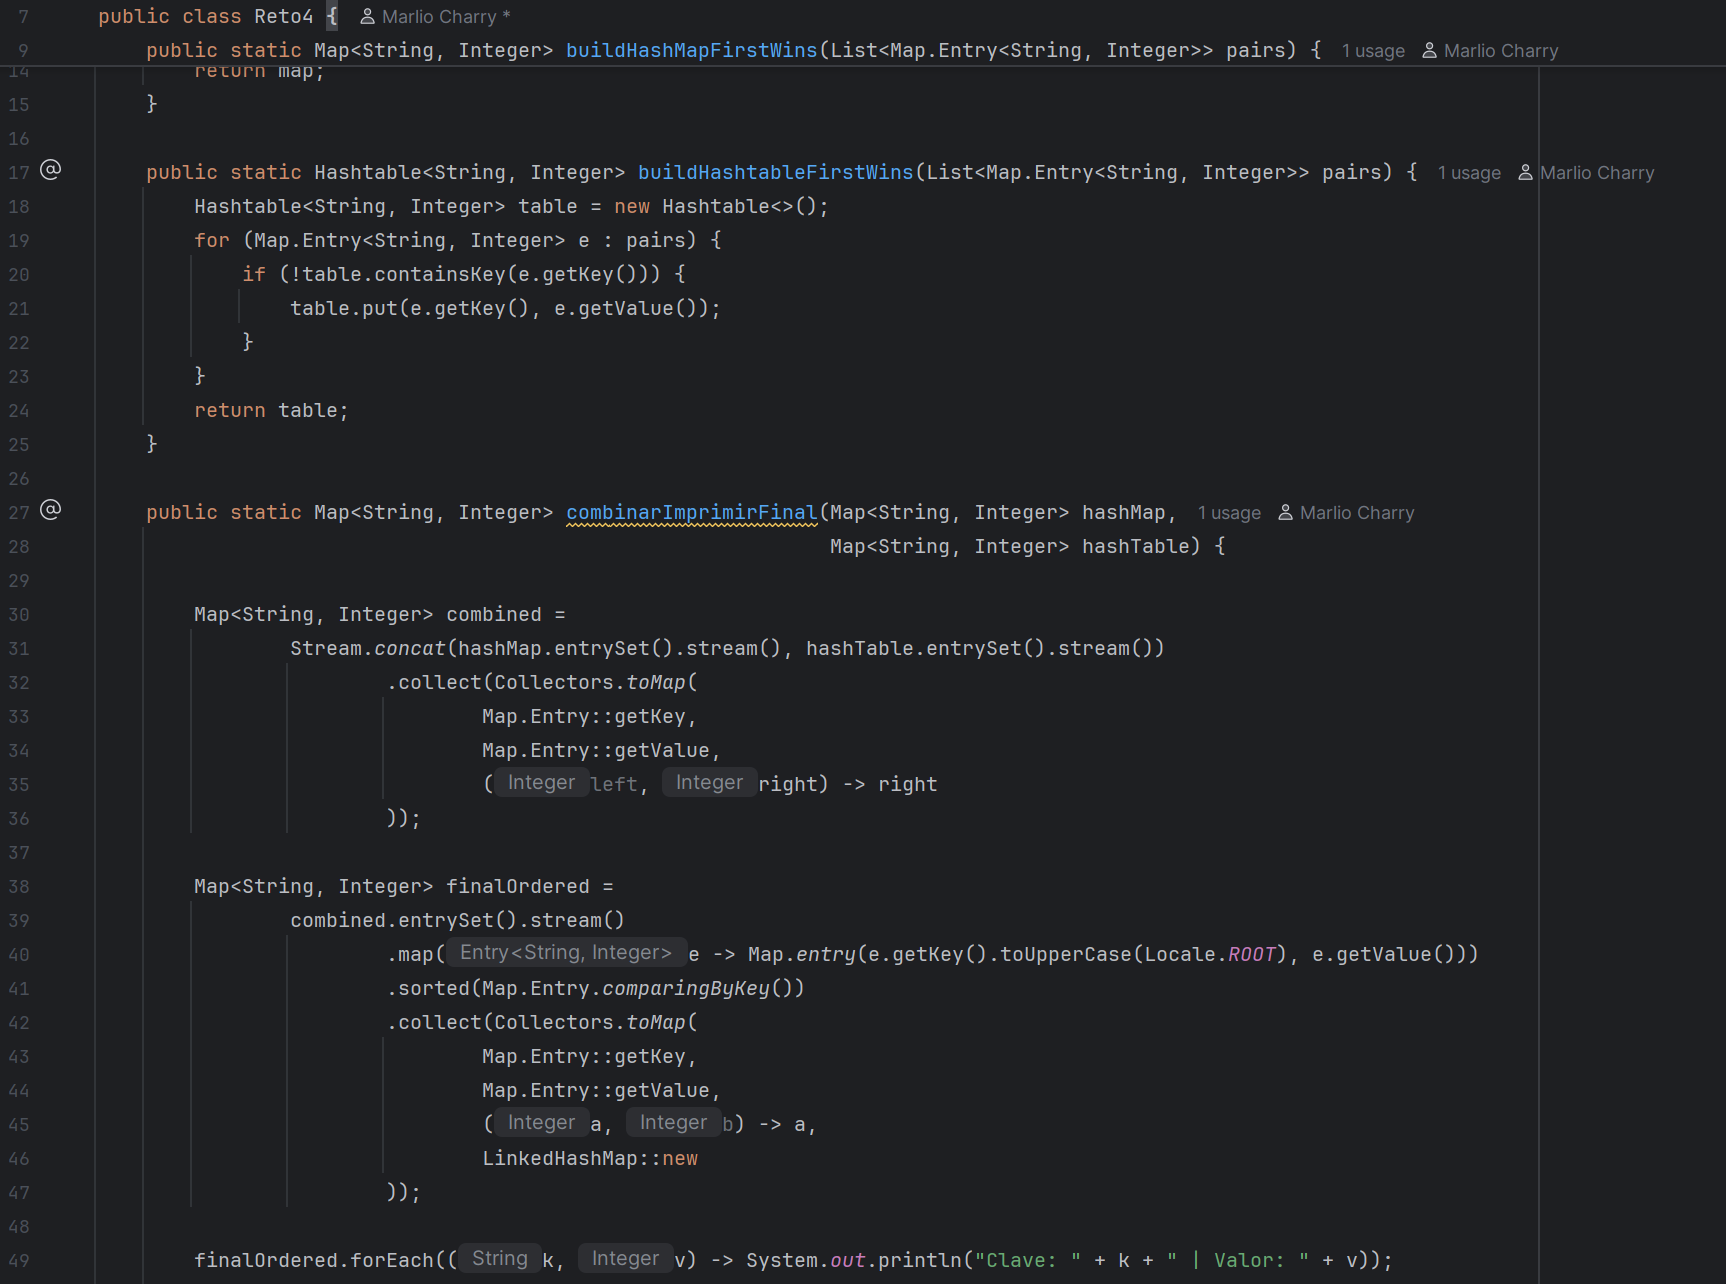 7 public class Reto4 { Marlio Charry *
9 public static Map<String, Integer> buildHashMapFirstWins(List<Map.Entry<String, Integer>> pairs) { 1 usage Marlio Charry
14 return map;
15 }
16
17 @ public static Hashtable<String, Integer> buildHashtableFirstWins(List<Map.Entry<String, Integer>> pairs) { 1 usage Marlio Charry
18 Hashtable<String, Integer> table = new Hashtable<>();
19 for (Map.Entry<String, Integer> e : pairs) {
20 if (!table.containsKey(e.getKey())) {
21 table.put(e.getKey(), e.getValue());
22 }
23 }
24 return table;
25 }
26
27 @ public static Map<String, Integer> combinarImprimirFinal(Map<String, Integer> hashMap, 1 usage Marlio Charry
28 Map<String, Integer> hashTable) {
29
30 Map<String, Integer> combined =
31 Stream.concat(hashMap.entrySet().stream(), hashTable.entrySet().stream())
32 .collect(Collectors.toMap(
33 Map.Entry::getKey,
34 Map.Entry::getValue,
35 ( Integer left, Integer right) -> right
36 ));
37
38 Map<String, Integer> finalOrdered =
39 combined.entrySet().stream()
40 .map( Entry<String, Integer> e -> Map.entry(e.getKey().toUpperCase(Locale.ROOT), e.getValue()))
41 .sorted(Map.Entry.comparingByKey())
42 .collect(Collectors.toMap(
43 Map.Entry::getKey,
44 Map.Entry::getValue,
45 ( Integer a, Integer b) -> a,
46 LinkedHashMap::new
47 ));
48
49 finalOrdered.forEach(( String k, Integer v) -> System.out.println("Clave: " + k + " | Valor: " + v));